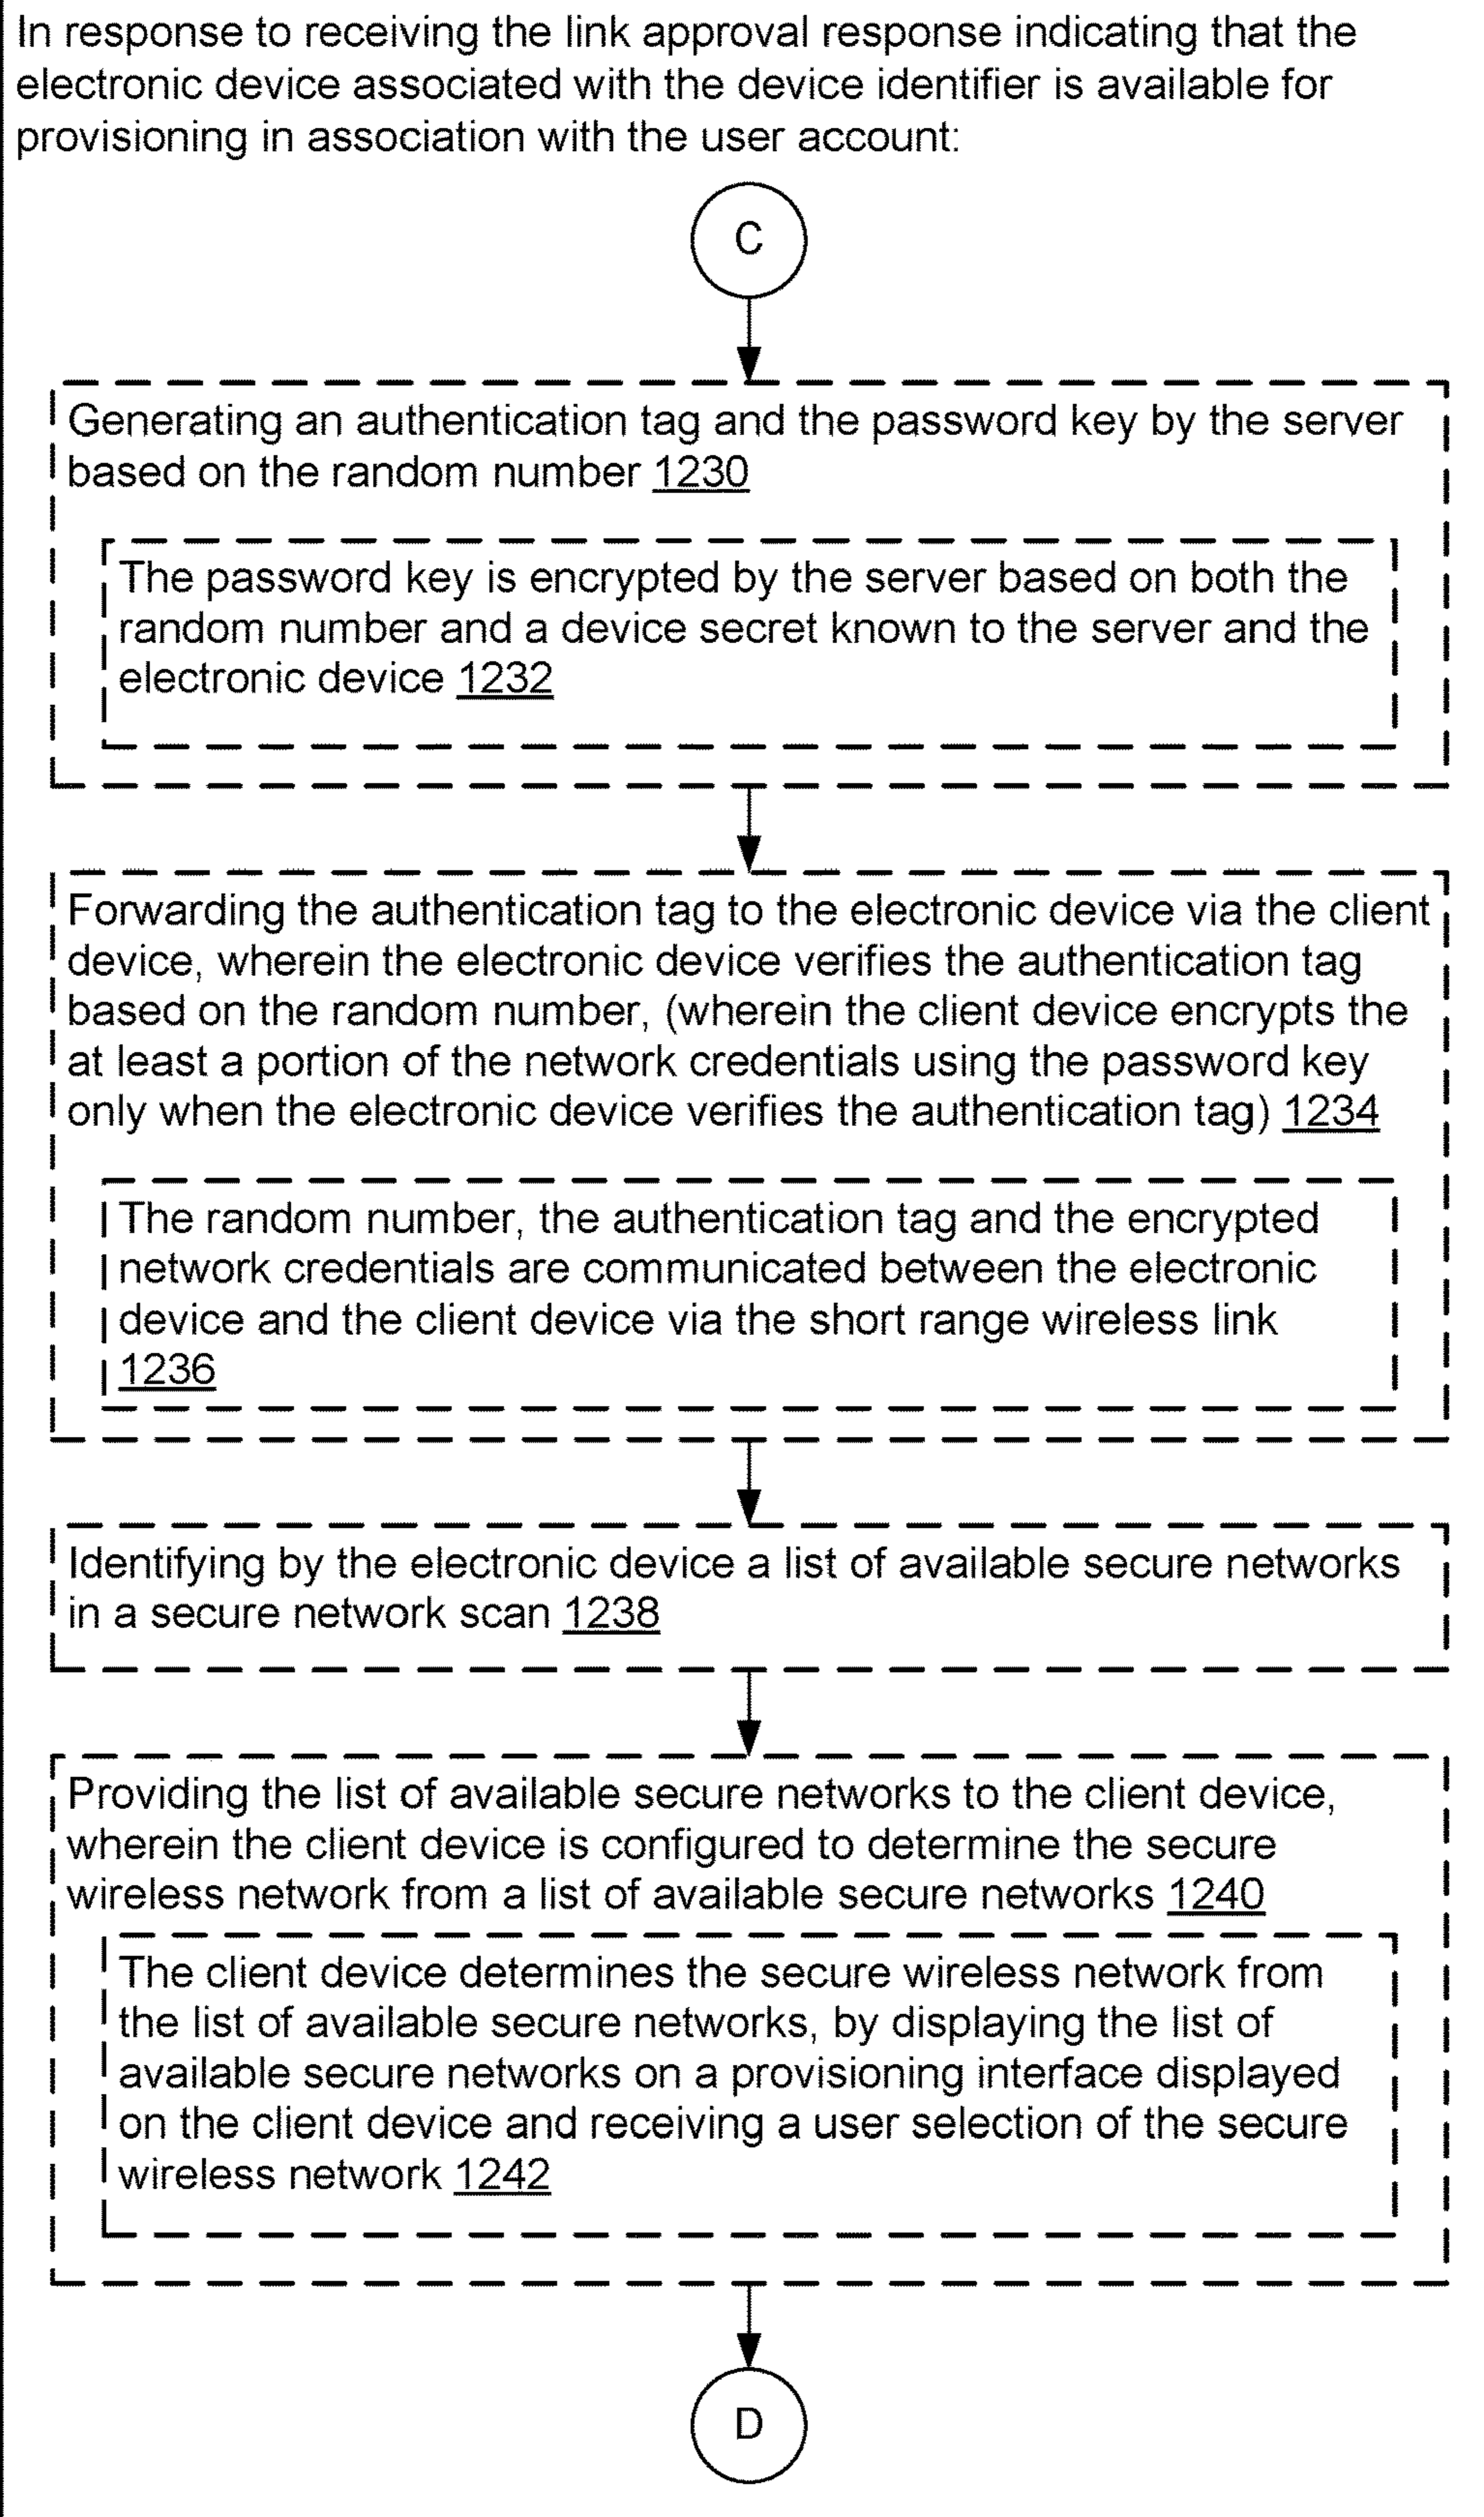 In response to receiving the link approval response indicating that the
electronic device associated with the device identifier is available for
provisioning in association with the user account:
C
Generating an authentication tag and the password key by the server
based on the random number 1230
The password key is encrypted by the server based on both the
random number and a device secret known to the server and the
electronic device 1232
Forwarding the authentication tag to the electronic device via the client
device, wherein the electronic device verifies the authentication tag
based on the random number, (wherein the client device encrypts the
at least a portion of the network credentials using the password key
only when the electronic device verifies the authentication tag) 1234
The random number, the authentication tag and the encrypted
network credentials are communicated between the electronic
device and the client device via the short range wireless link
1236
Identifying by the electronic device a list of available secure networks
in a secure network scan 1238
Providing the list of available secure networks to the client device,
wherein the client device is configured to determine the secure
wireless network from a list of available secure networks 1240
The client device determines the secure wireless network from
the list of available secure networks, by displaying the list of
available secure networks on a provisioning interface displayed
on the client device and receiving a user selection of the secure
wireless network 1242
D